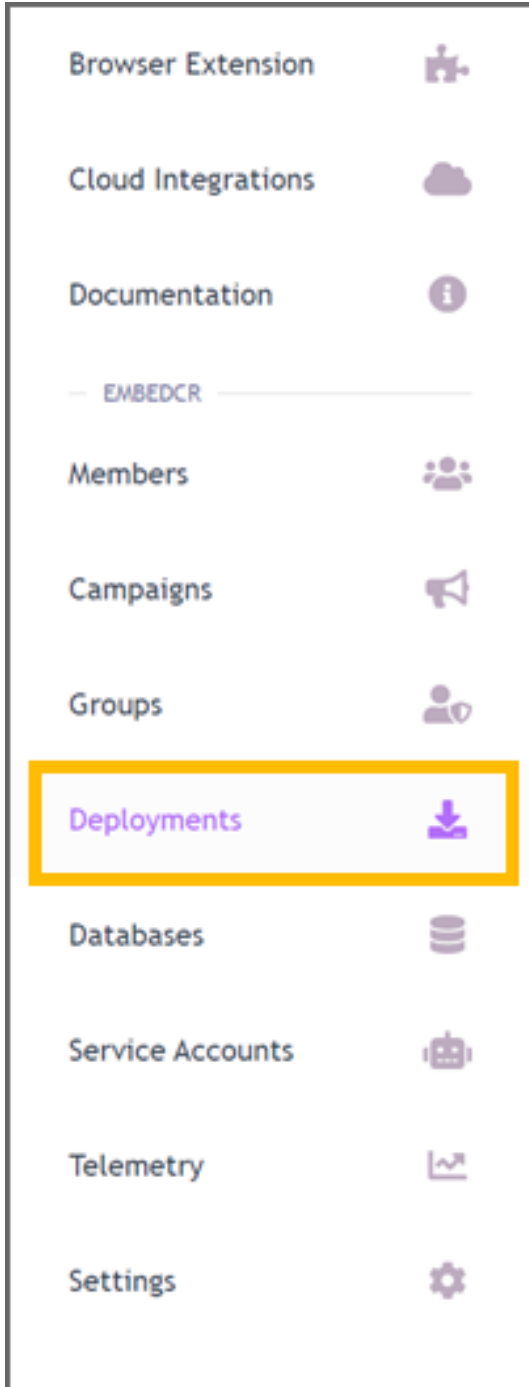 Browser Extension
Cloud Integrations
Documentation
EMBEDCR
Members
Campaigns
Groups
Deployments
Databases
Service Accounts
Telemetry
Settings